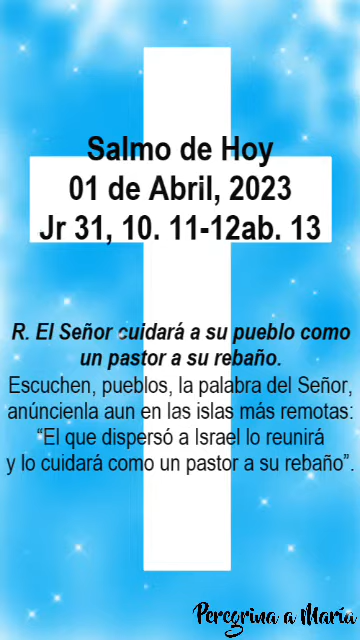 Salmo de Hoy
01 de Abril, 2023
Jr 31, 10. 11-12ab. 13
R. El Señor cuidará a su pueblo como
un pastor a su rebaño.
Escuchen, pueblos, la palabra del Señor,
anúncienla aun en las islas más remotas:
“El que dispersó a Israel lo reunirá
y lo cuidará como un pastor a su rebaño”.
Peregrina a María